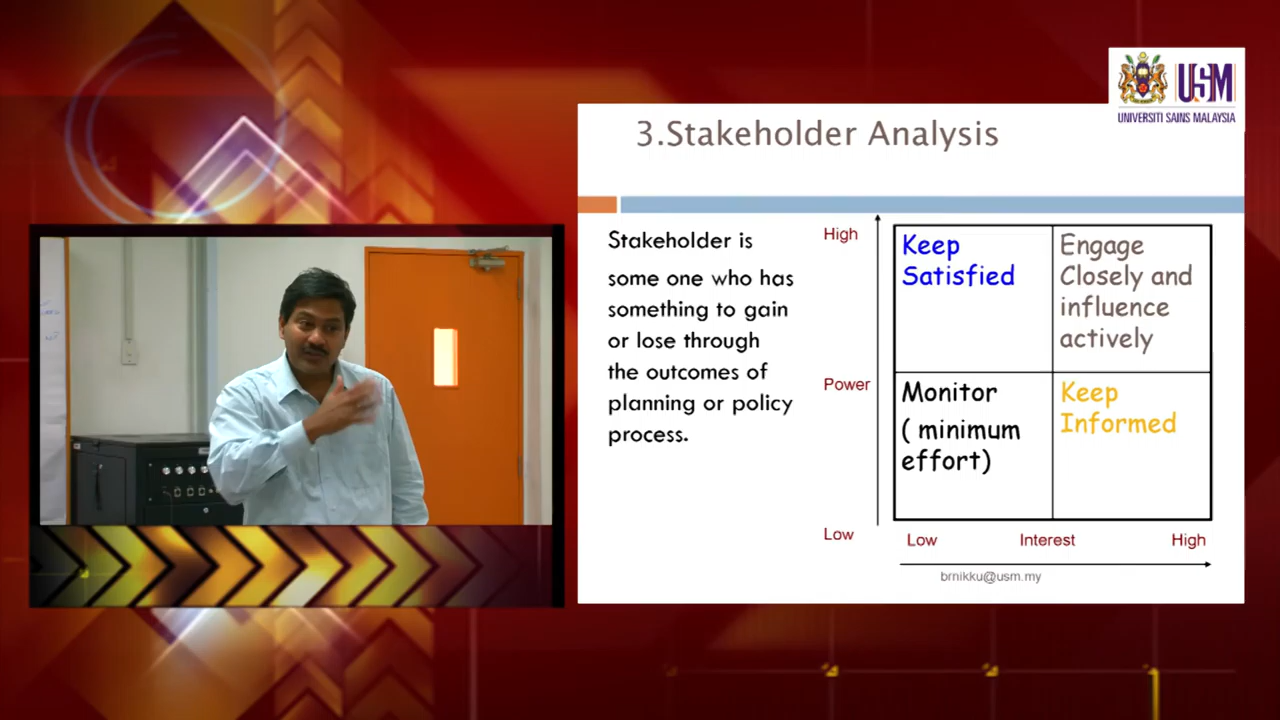 USM
UNIVERSITI SAINS MALAYSIA
3.Stakeholder Analysis
Stakeholder is
some one who has
something to gain
or lose through
the outcomes of
planning or policy
process.
High
Power
Low
Keep
Satisfied
Engage
Closely and
influence
actively
Monitor
( minimum
effort)
Keep
Informed
Low
Interest
High
brnikku@usm.my